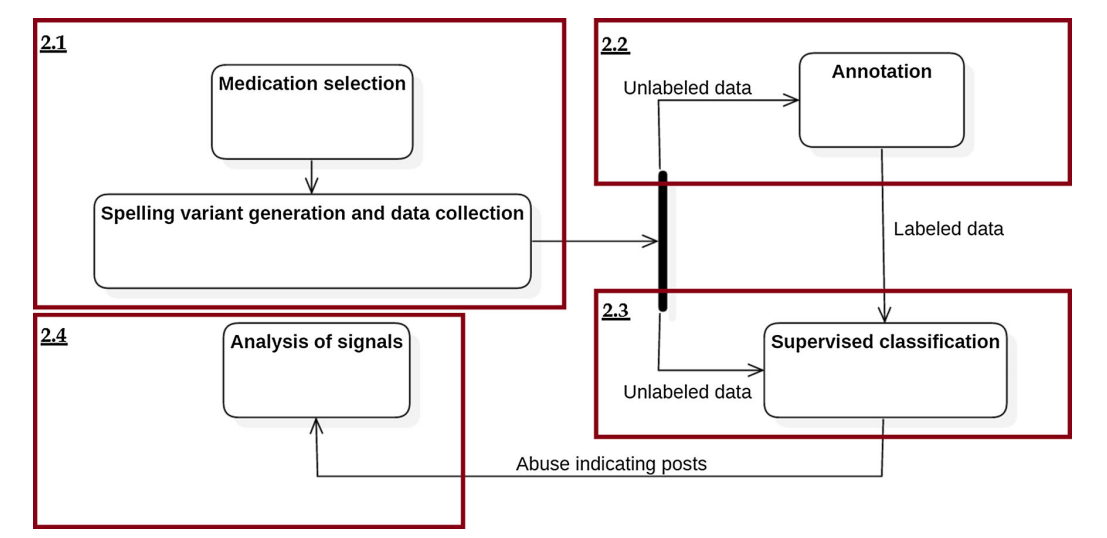 2.1
Medication selection
Spelling variant generation and data collection
2.2
Unlabeled data
Annotation
Labeled data
2.3
Supervised classification
Unlabeled data
2.4
Analysis of signals
Abuse indicating posts